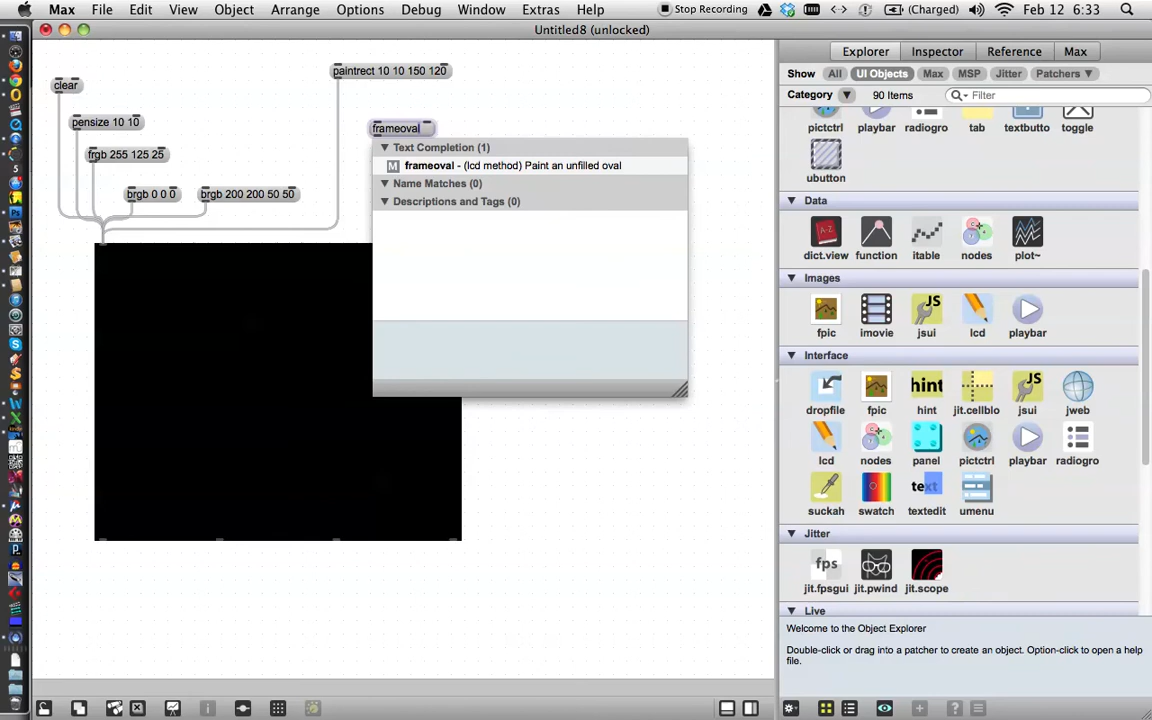 Max File Edit View Object Arrange Options Debug Window Extras Help Stop Recording (Charged) Feb 12 6:33
Untitled8 (unlocked)
clear
paintrect 10 10 150 120
pensize 10 10
frameoval
frgb 255 125 25
brgb 0 0 0 brgb 200 200 50 50
Text Completion (1)
M frameoval - (lcd method) Paint an unfilled oval
Name Matches (0)
Descriptions and Tags (0)
Explorer Inspector Reference Max
Show All UI Objects Max MSP Jitter Patchers ▼
Category ▼ 90 Items Filter
pictctrl playbar radiogro tab textbutto toggle
ubutton
Data
A-Z
dict.view function itable nodes plot~
Images
JS
fpic imovie jsui lcd playbar
Interface
hint JS
dropfile fpic hint jit.cellblo jsui jweb
lcd nodes panel pictctrl playbar radiogro
text
suckah swatch textedit umenu
Jitter
fps
jit.fpsgui jit.pwind jit.scope
Live
Welcome to the Object Explorer
Double-click or drag into a patcher to create an object. Option-click to open a help
file.